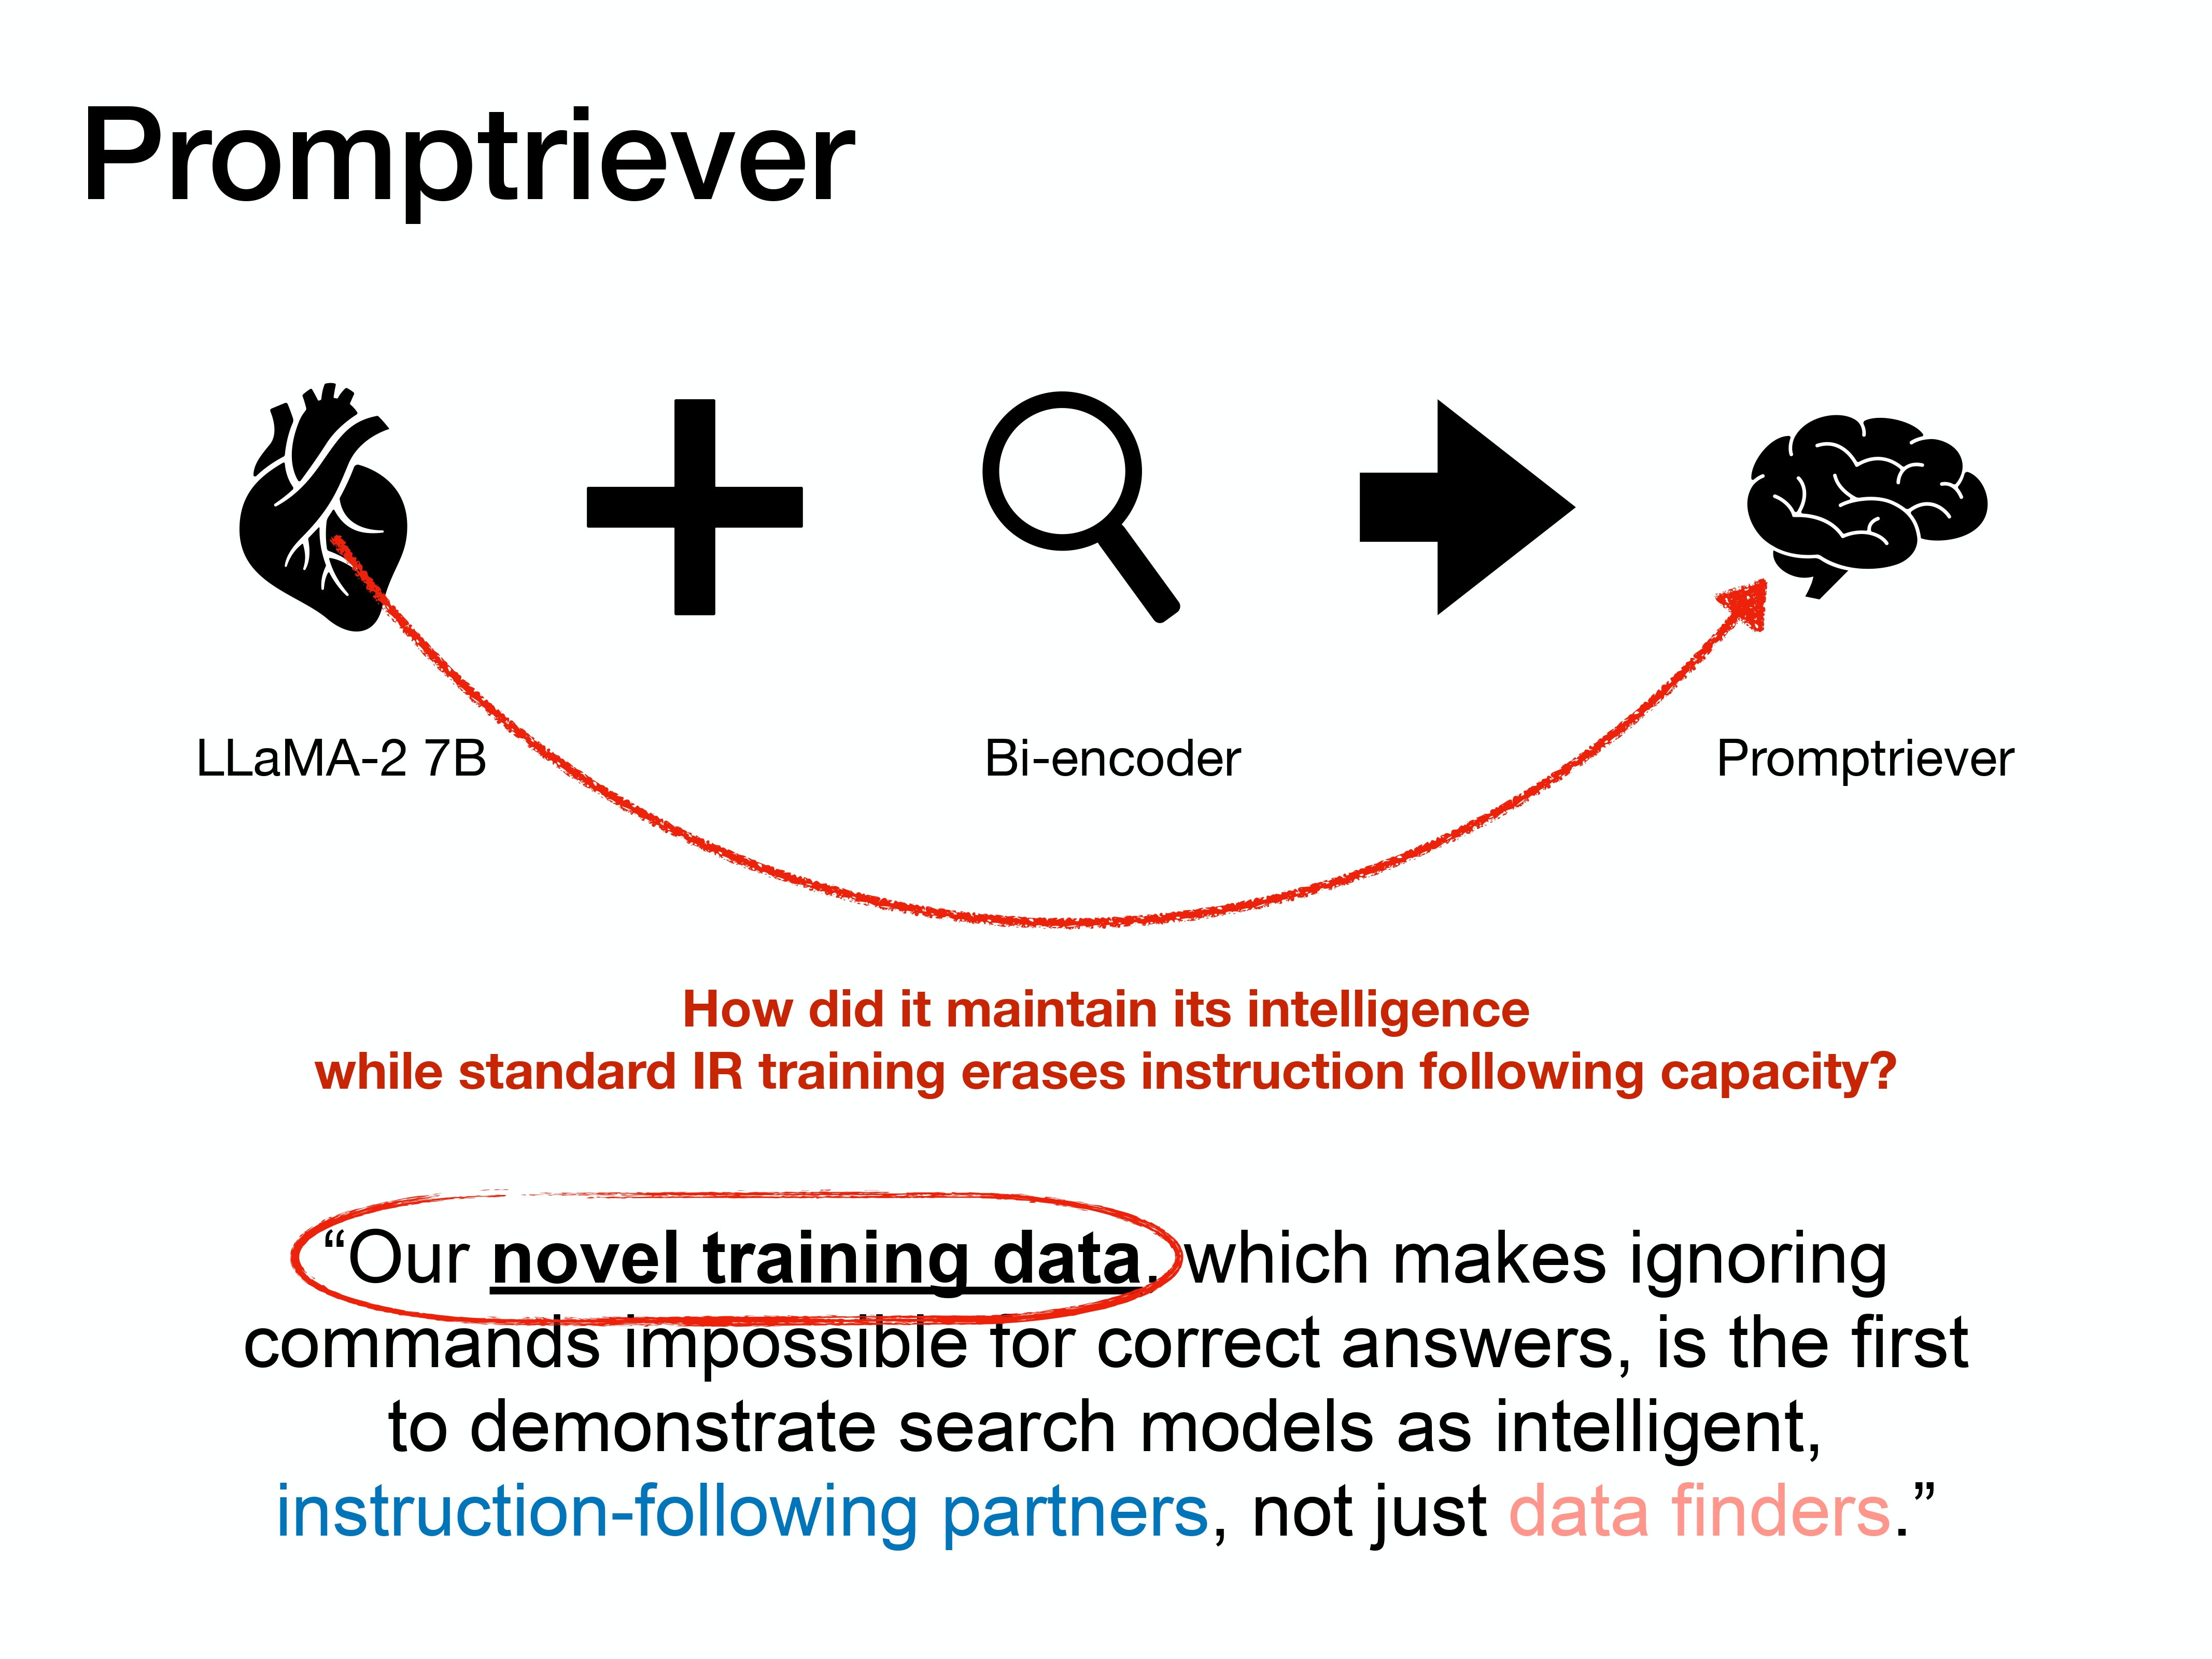 Promptriever
LLaMA-2 7B
Bi-encoder
Promptriever
How did it maintain its intelligence
while standard IR training erases instruction following capacity?
“Our novel training data, which makes ignoring
commands impossible for correct answers, is the first
to demonstrate search models as intelligent,
instruction-following partners, not just data finders.”